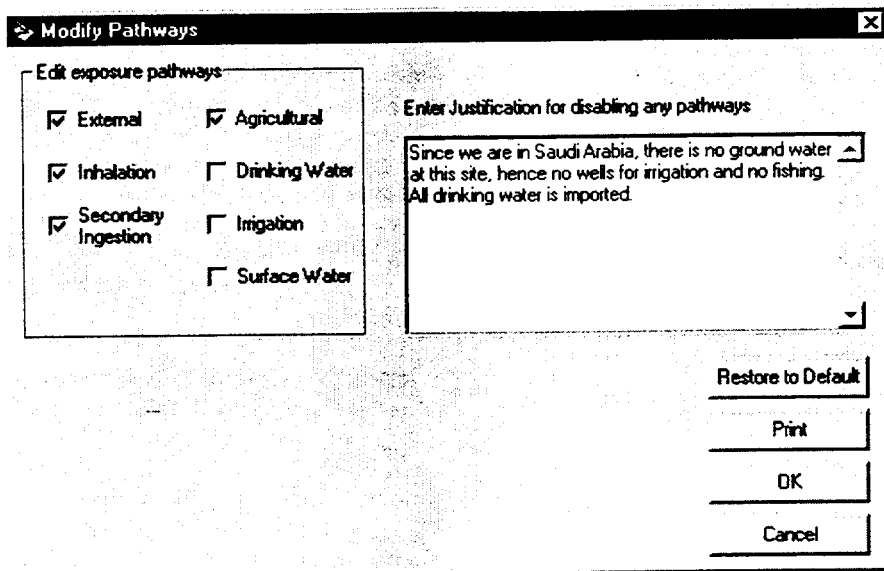 Modify Pathways
Edit exposure pathways
External
Agricultural
Inhalation
Drinking Water
Secondary
Ingestion
Irrigation
Surface Water
Enter Justification for disabling any pathways
Since we are in Saudi Arabia, there is no ground water
at this site, hence no wells for irrigation and no fishing.
All drinking water is imported.
Restore to Default
Print
OK
Cancel